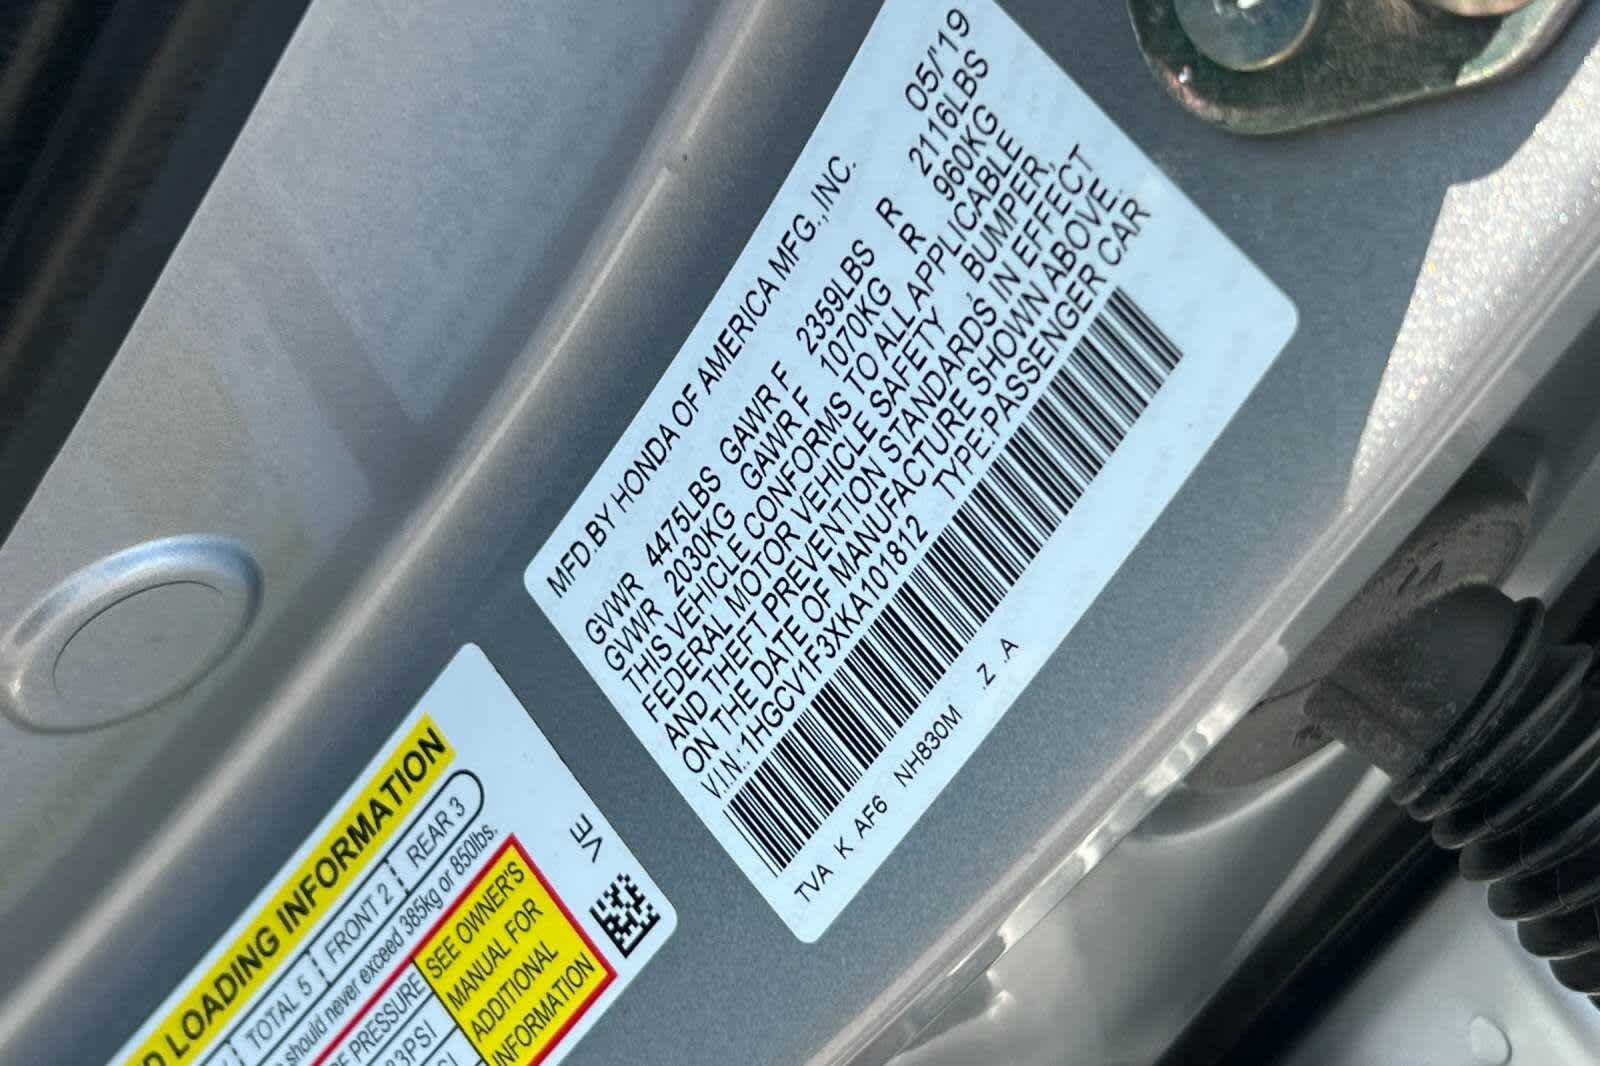 MFD.BY HONDA OF AMERICA MFG.,INC. 05/'19
GVWR 4475LBS GAWR F 2359LBS R 2116LBS
GVWR 2030KG GAWR F 1070KG R 960KG
THIS VEHICLE CONFORMS TO ALL APPLICABLE
FEDERAL MOTOR VEHICLE SAFETY , BUMPER,
AND THEFT PREVENTION STANDARDS IN EFFECT
ON THE DATE OF MANUFACTURE SHOWN ABOVE.
V.I.N.:1HGCV1F3XKA101812 TYPE:PASSENGER CAR
TVA K AF6 NH830M .Z .A
LOADING INFORMATION
TOTAL 5 FRONT 2 REAR 3
should never exceed 385kg or 850lbs.
PRESSURE
SEE OWNER'S
MANUAL FOR
ADDITIONAL
INFORMATION
VE